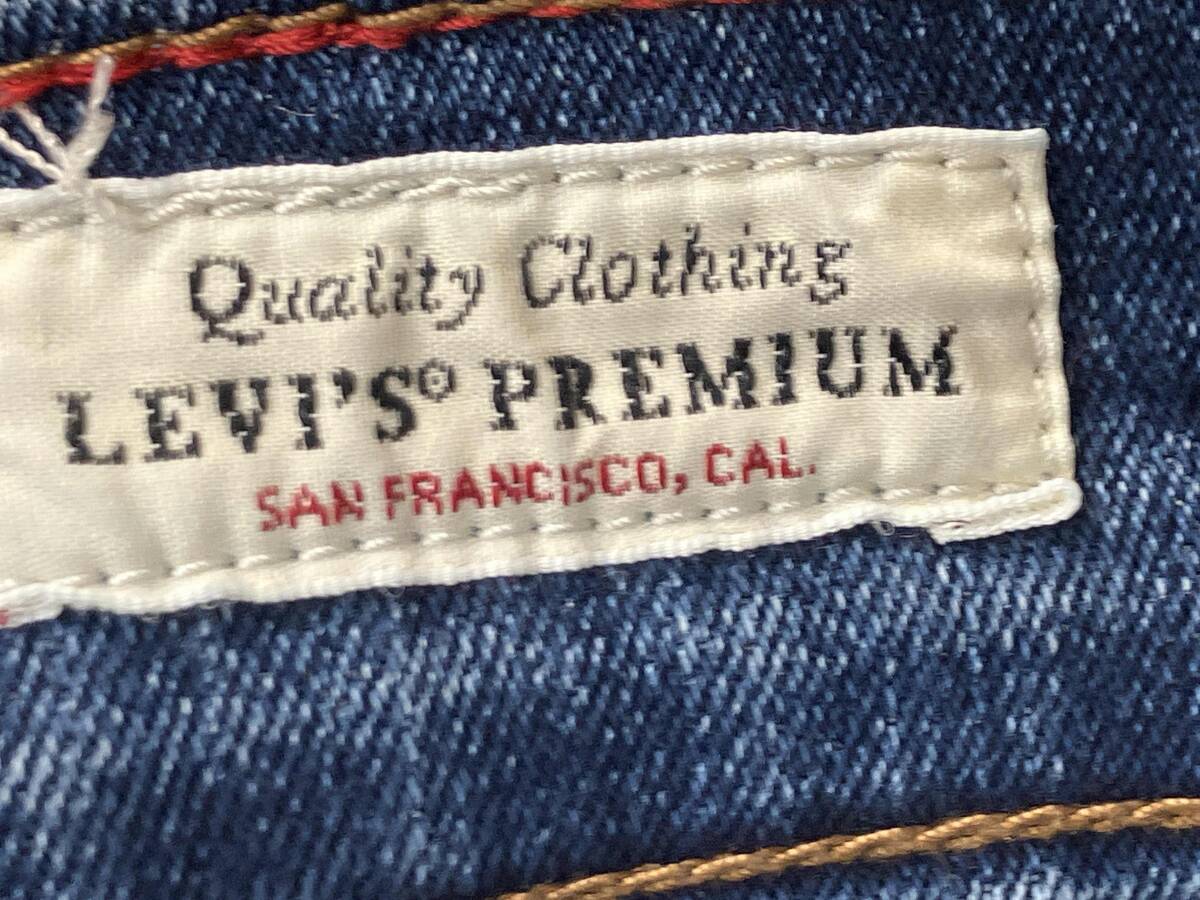 Quality Clothing
LEVI'S® PREMIUM
SAN FRANCISCO, CAL.